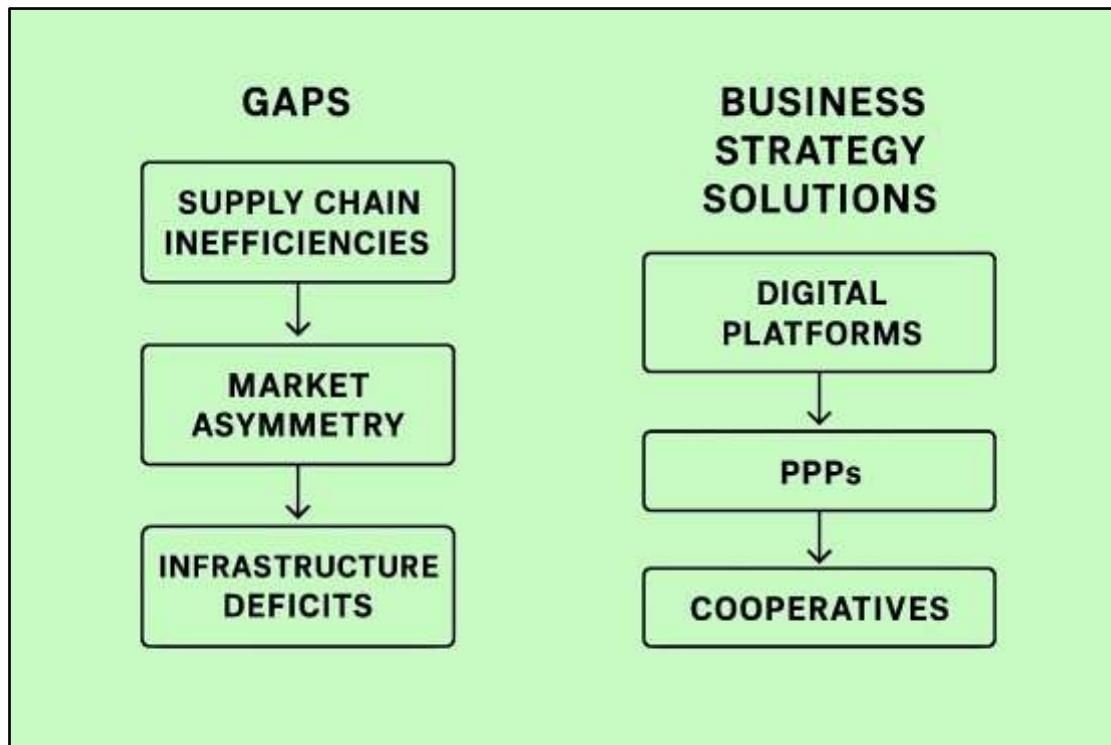 GAPS
SUPPLY CHAIN
INEFFICIENCIES
MARKET
ASYMMETRY
INFRASTRUCTURE
DEFICITS
BUSINESS
STRATEGY
SOLUTIONS
DIGITAL
PLATFORMS
PPPs
COOPERATIVES